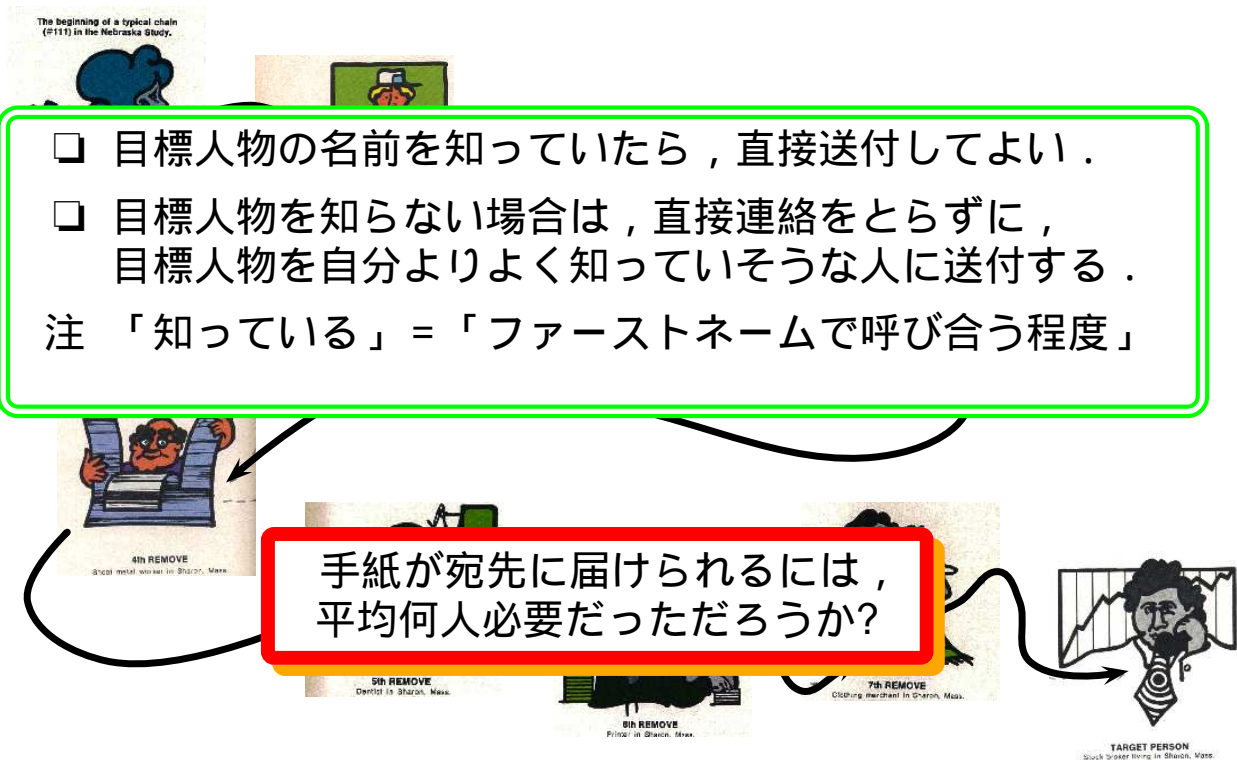 The beginning of a typical chain
(#111) in the Nebraska Study.
❏ 目標人物の名前を知っていたら,直接送付してよい.
❏ 目標人物を知らない場合は,直接連絡をとらずに,
目標人物を自分よりよく知っていそうな人に送付する.
注 「知っている」=「ファーストネームで呼び合う程度」
4th REMOVE
Sheet metal worker in Sharon, Mass.
手紙が宛先に届けられるには,
平均何人必要だっただろうか?
5th REMOVE
Dentist in Sharon, Mass.
6th REMOVE
Printer in Sharon, Mass.
7th REMOVE
Clothing merchant in Sharon, Mass.
TARGET PERSON
Stock broker living in Sharon, Mass.